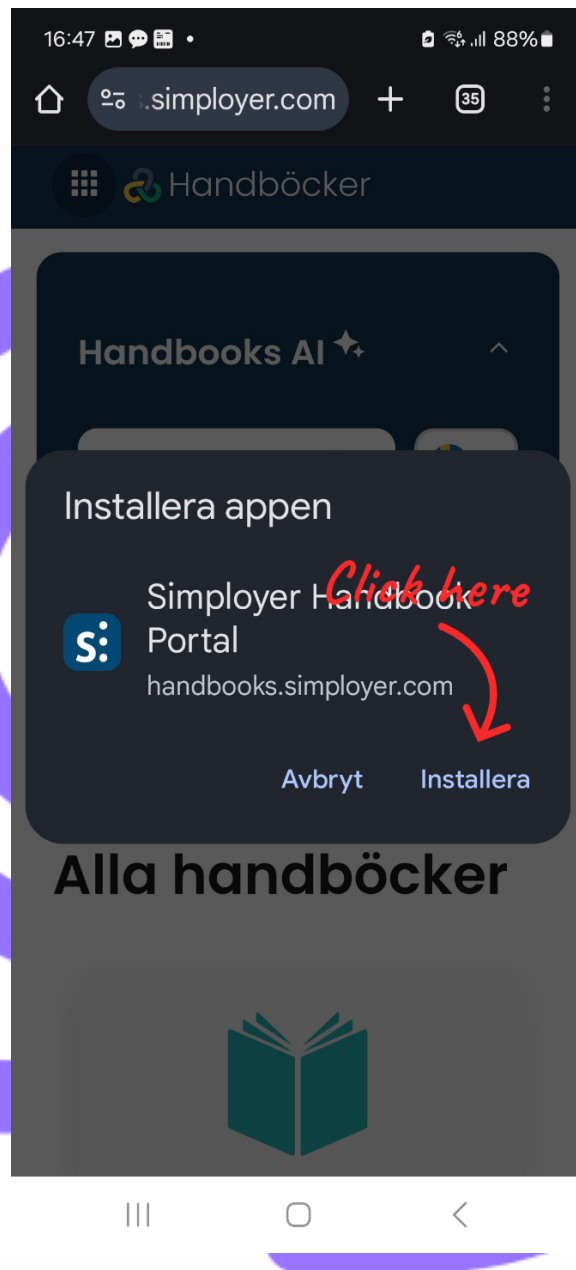 16:47
88%
.simployer.com
35
Handböcker
Handbooks AI
Installera appen
Click here
Simployer Handbook
Portal
handbooks.simployer.com
Avbryt
Installera
Alla handböcker